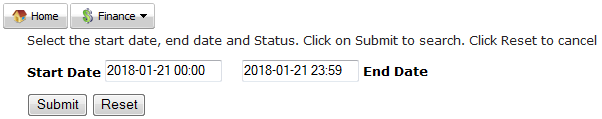 Home Finance
Select the start date, end date and Status. Click on Submit to search. Click Reset to cancel
Start Date 2018-01-21 00:00 2018-01-21 23:59 End Date
Submit Reset